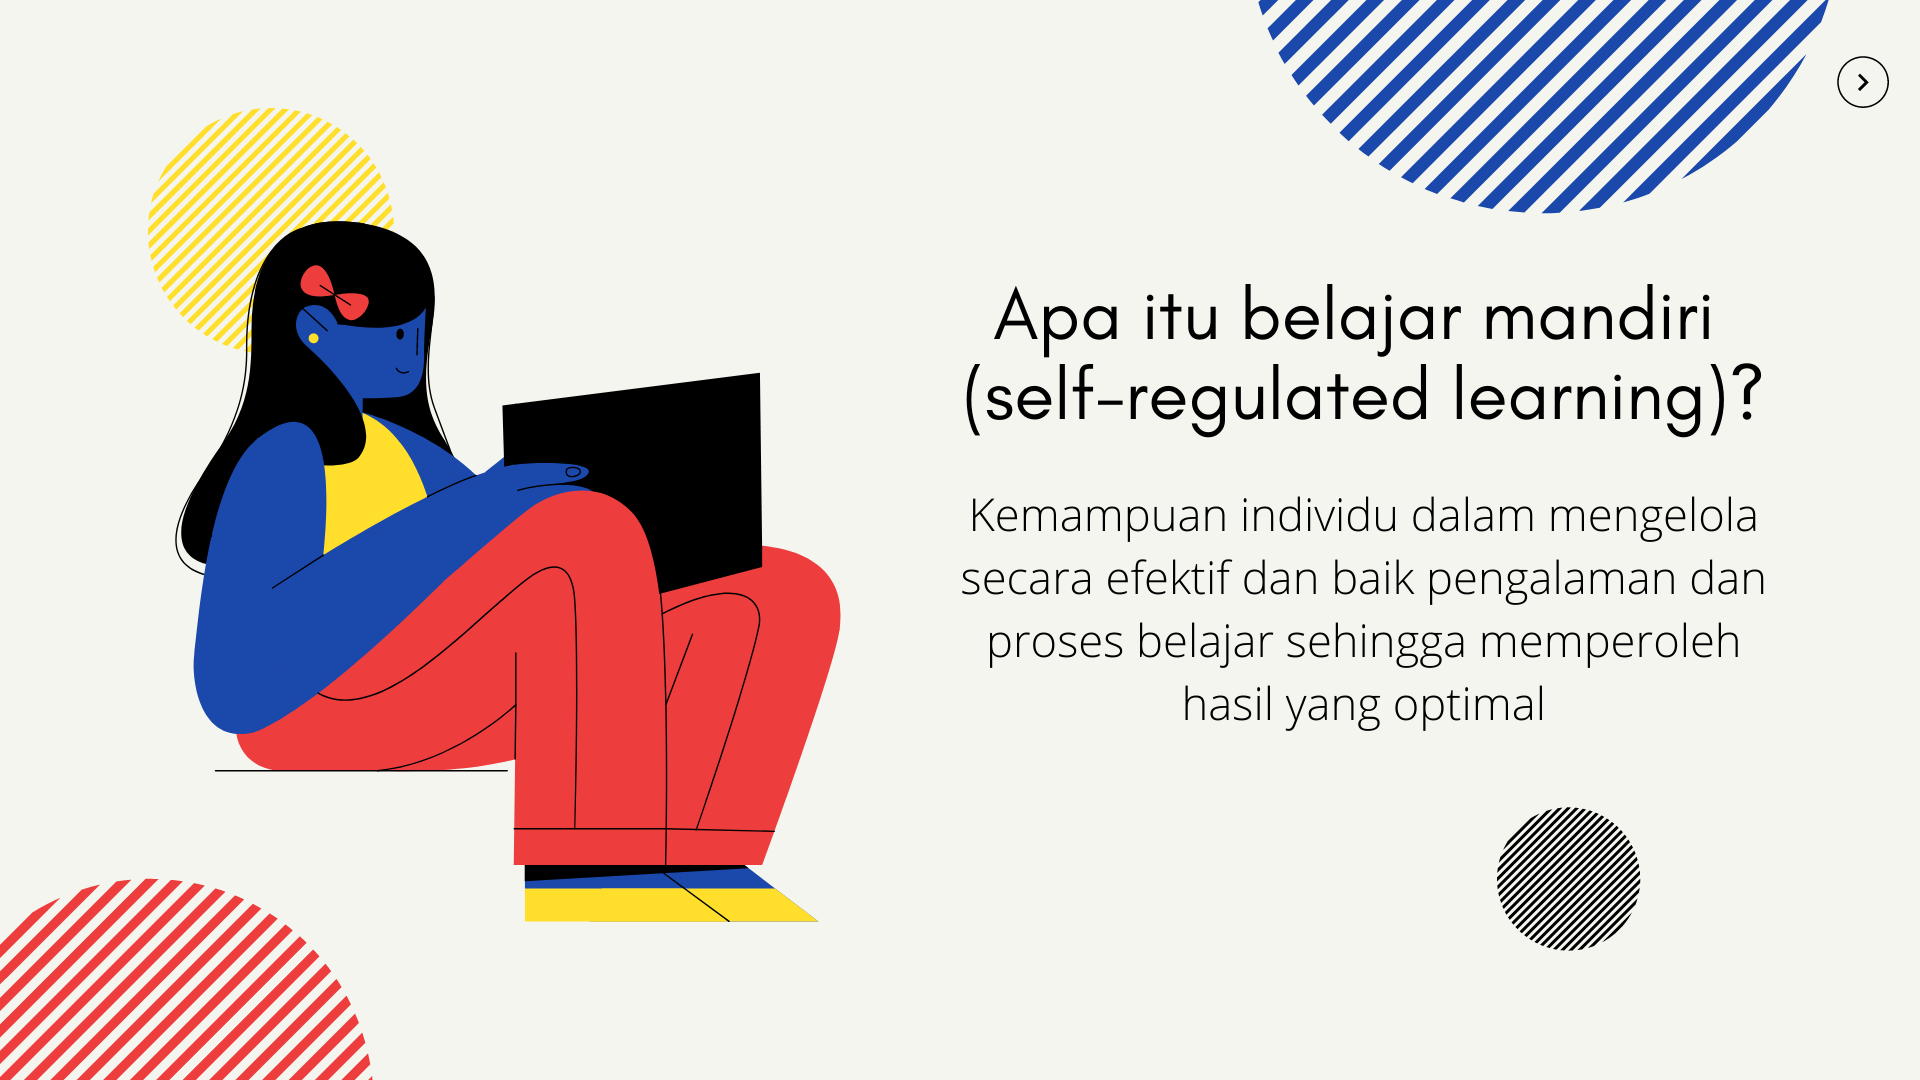 Apa itu belajar mandiri
(self-regulated learning)?
Kemampuan individu dalam mengelola
secara efektif dan baik pengalaman dan
proses belajar sehingga memperoleh
hasil yang optimal